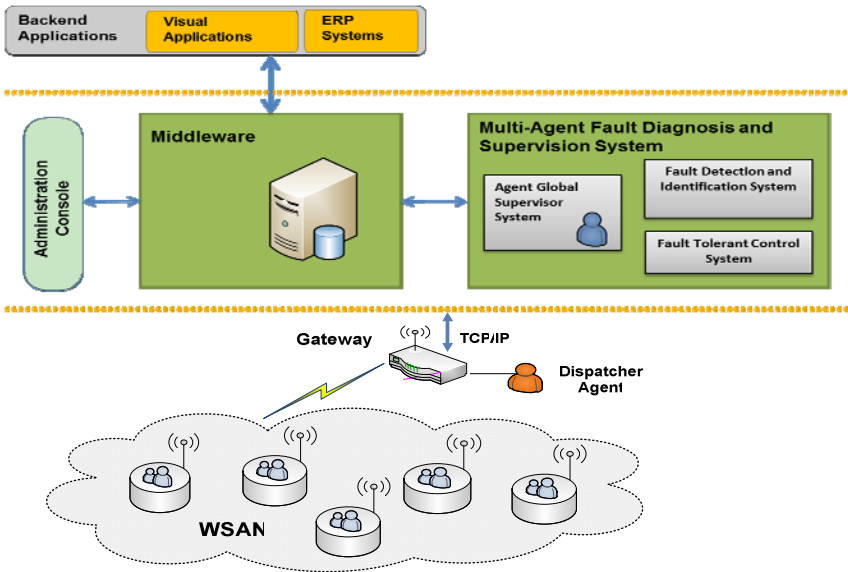 Backend
Applications
Visual
Applications
ERP
Systems
Administration
Console
Middleware
Multi-Agent Fault Diagnosis and
Supervision System
Agent Global
Supervisor
System
Fault Detection and
Identification System
Fault Tolerant Control
System
Gateway
TCP/IP
Dispatcher
Agent
WSAN